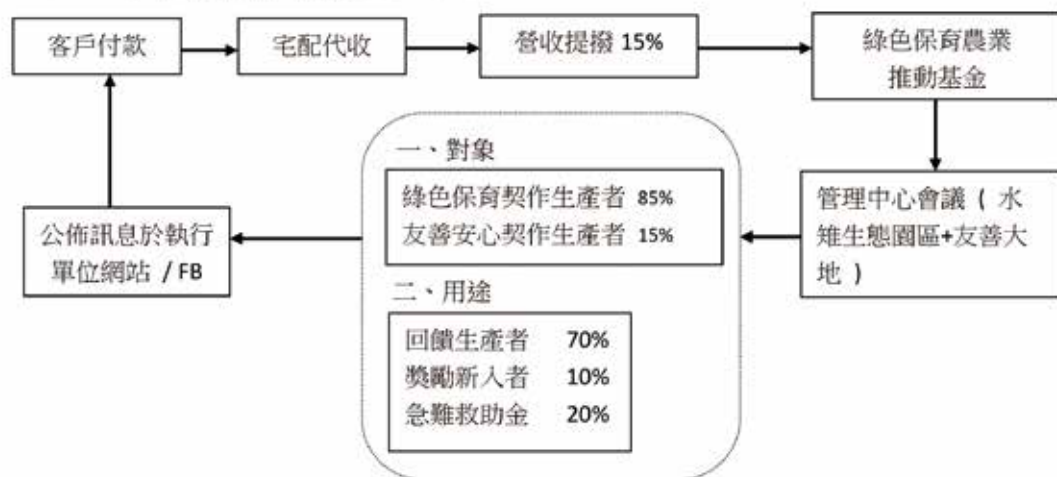 客戶付款
宅配代收
營收提撥 15%
綠色保育農業
推動基金
管理中心會議 ( 水
雉生態園區+友善大
地 )
一、對象
綠色保育契作生產者 85%
友善安心契作生產者 15%
二、用途
回饋生產者 70%
獎勵新入者 10%
急難救助金 20%
公佈訊息於執行
單位網站 / FB